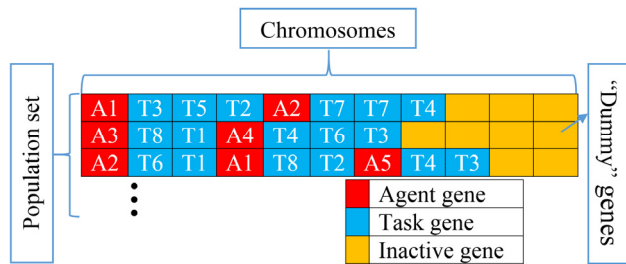 Chromosomes
Population set
A1 T3 T5 T2 A2 T7 T7 T4
A3 T8 T1 A4 T4 T6 T3
A2 T6 T1 A1 T8 T2 A5 T4 T3
"Dummy" genes
Agent gene
Task gene
Inactive gene